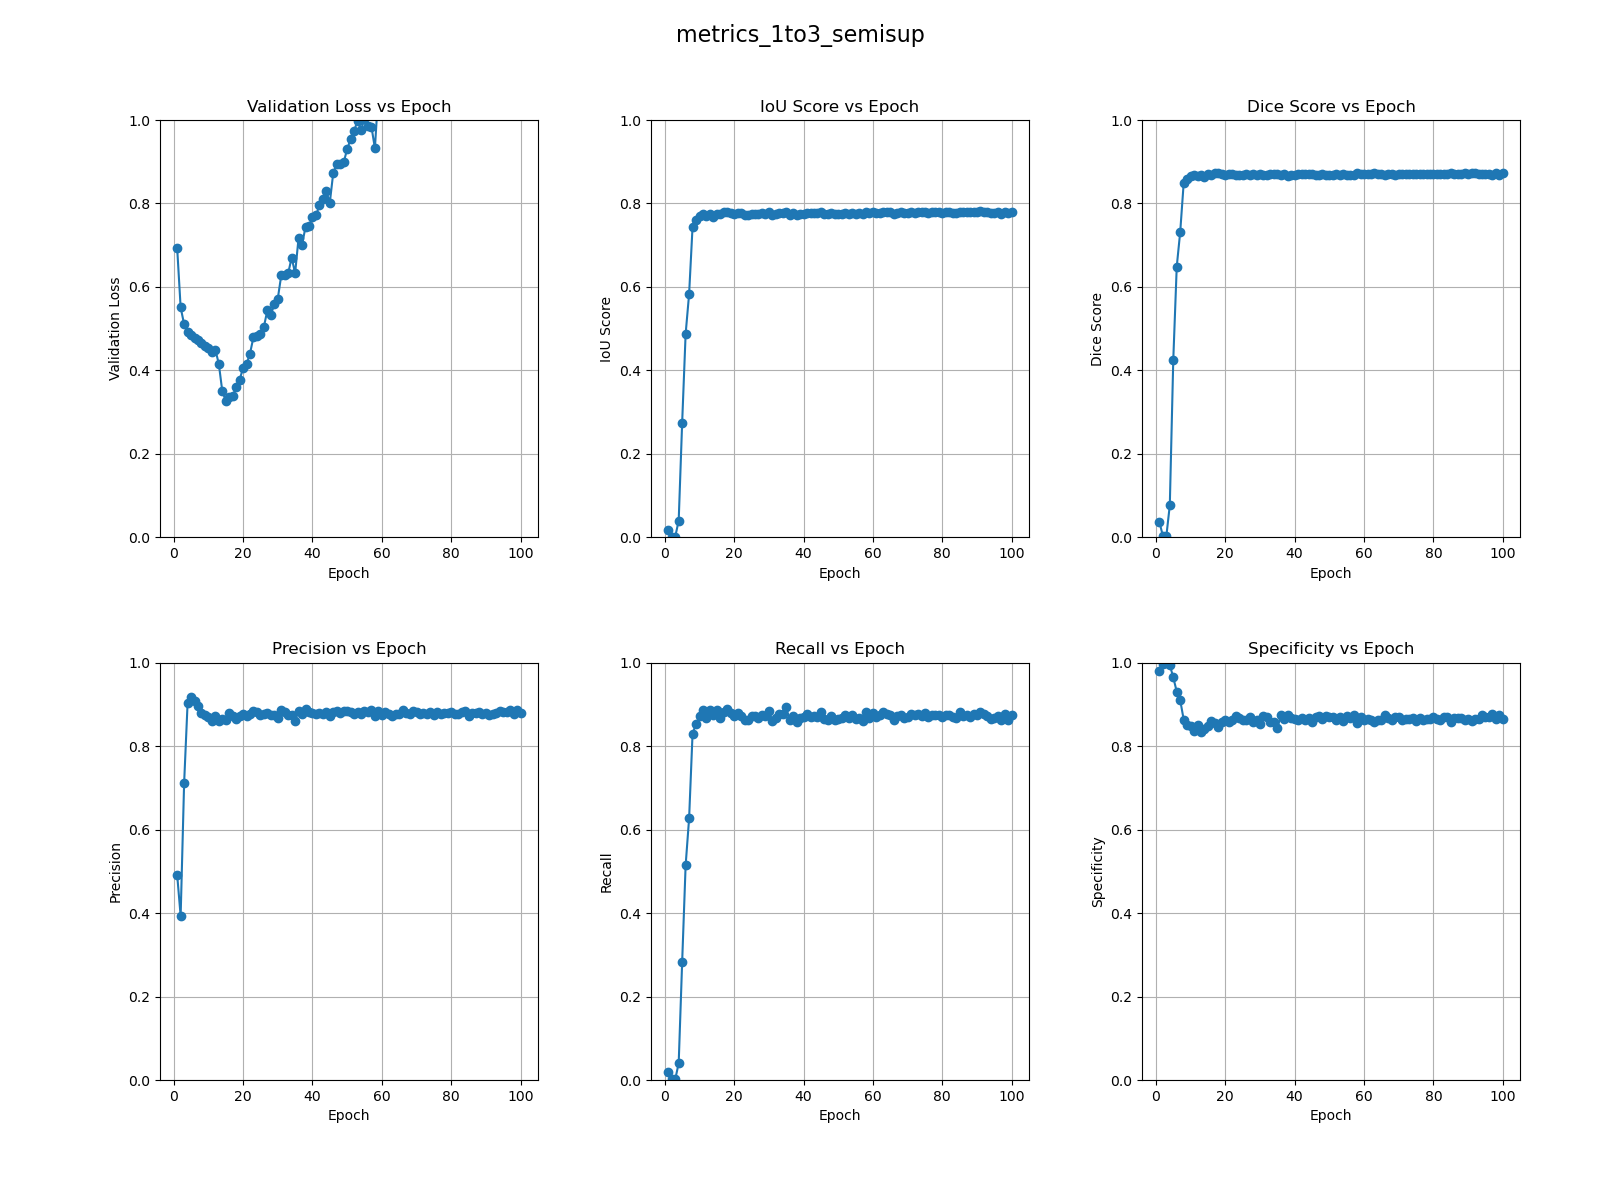 metrics_1to3_semisup
Validation Loss vs Epoch
IoU Score vs Epoch
Dice Score vs Epoch
Validation Loss
1.0
0.8
0.6
0.4
0.2
0.0
0 20 40 60 80 100
Epoch
IoU Score
1.0
0.8
0.6
0.4
0.2
0.0
0 20 40 60 80 100
Epoch
Dice Score
1.0
0.8
0.6
0.4
0.2
0.0
0 20 40 60 80 100
Epoch
Precision vs Epoch
Recall vs Epoch
Specificity vs Epoch
Precision
1.0
0.8
0.6
0.4
0.2
0.0
0 20 40 60 80 100
Epoch
Recall
1.0
0.8
0.6
0.4
0.2
0.0
0 20 40 60 80 100
Epoch
Specificity
1.0
0.8
0.6
0.4
0.2
0.0
0 20 40 60 80 100
Epoch